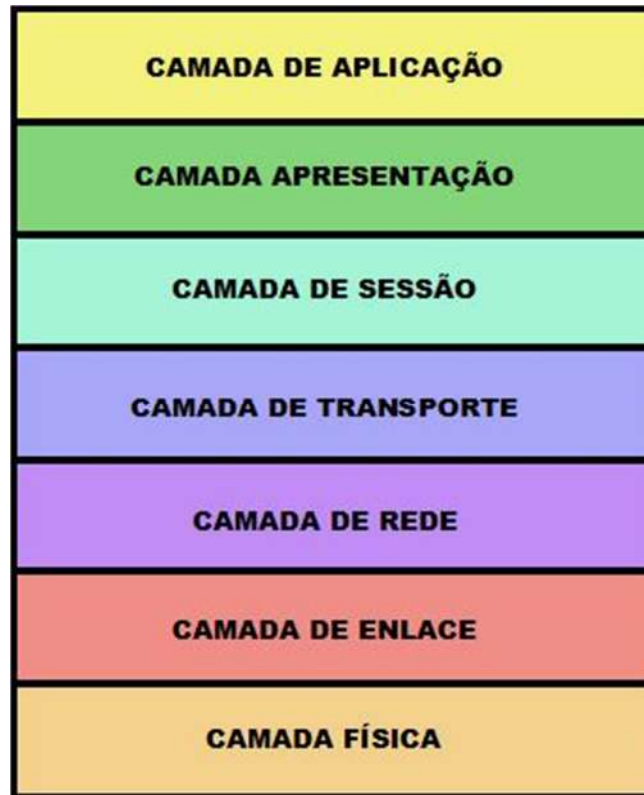 CAMADA DE APLICAÇÃO
CAMADA APRESENTAÇÃO
CAMADA DE SESSÃO
CAMADA DE TRANSPORTE
CAMADA DE REDE
CAMADA DE ENLACE
CAMADA FÍSICA